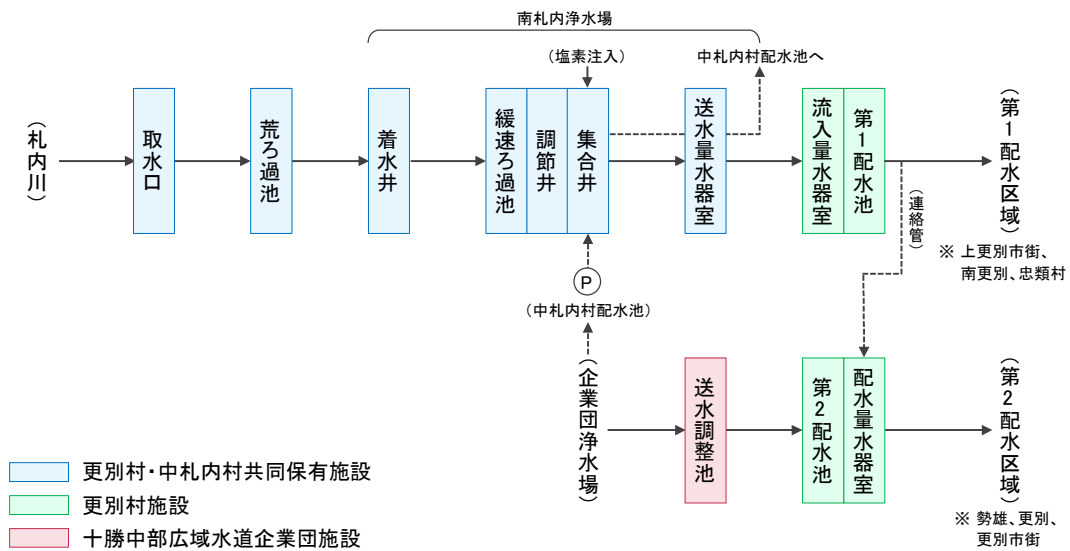 南札内浄水場
(塩素注入)
中札内村配水池へ
(札内川)
取水口
荒ろ過池
着水井
緩速ろ過池
調節井
集合井
送水量水器室
流入量水器室
第1配水池
(連絡管)
(第1配水区域)
※ 上更別市街、
南更別、忠類村
P
(中札内村配水池)
(企業団浄水場)
送水調整池
第2配水池
配水量水器室
(第2配水区域)
※ 勢雄、更別、
更別市街
更別村・中札内村共同保有施設
更別村施設
十勝中部広域水道企業団施設